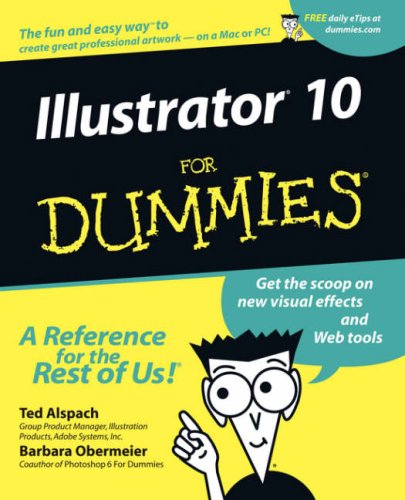 The fun and easy way™ to
create great professional artwork — on a Mac or PC!
FREE daily eTips at
dummies.com®
Illustrator® 10
FOR
DUMMIES®
Get the scoop on
new visual effects
and
Web tools
A Reference
for the
Rest of Us!®
Ted Alspach
Group Product Manager, Illustration
Products, Adobe Systems, Inc.
Barbara Obermeier
Coauthor of Photoshop 6 For Dummies